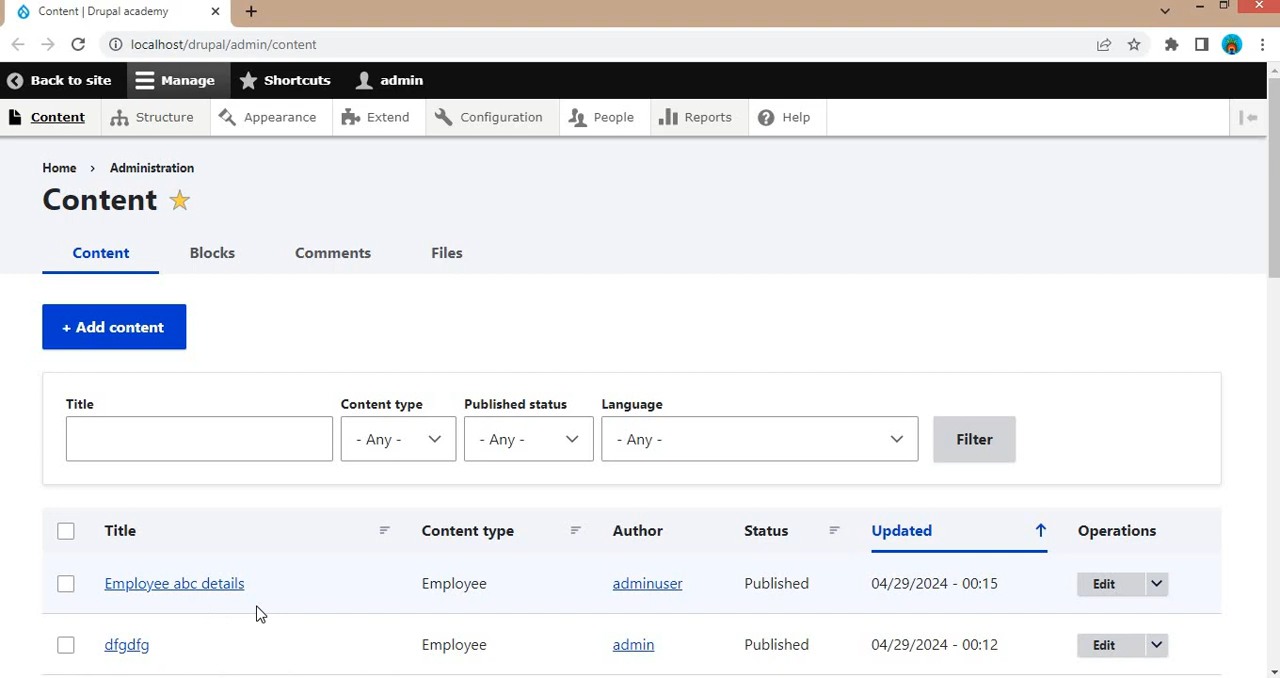 Content | Drupal academy
localhost/drupal/admin/content
Back to site Manage Shortcuts admin
Content Structure Appearance Extend Configuration People Reports Help
Home › Administration
Content
Content Blocks Comments Files
+ Add content
Title Content type Published status Language
- Any - - Any - - Any - Filter
Title Content type Author Status Updated Operations
Employee abc details Employee adminuser Published 04/29/2024 - 00:15 Edit
dfgdfg Employee admin Published 04/29/2024 - 00:12 Edit